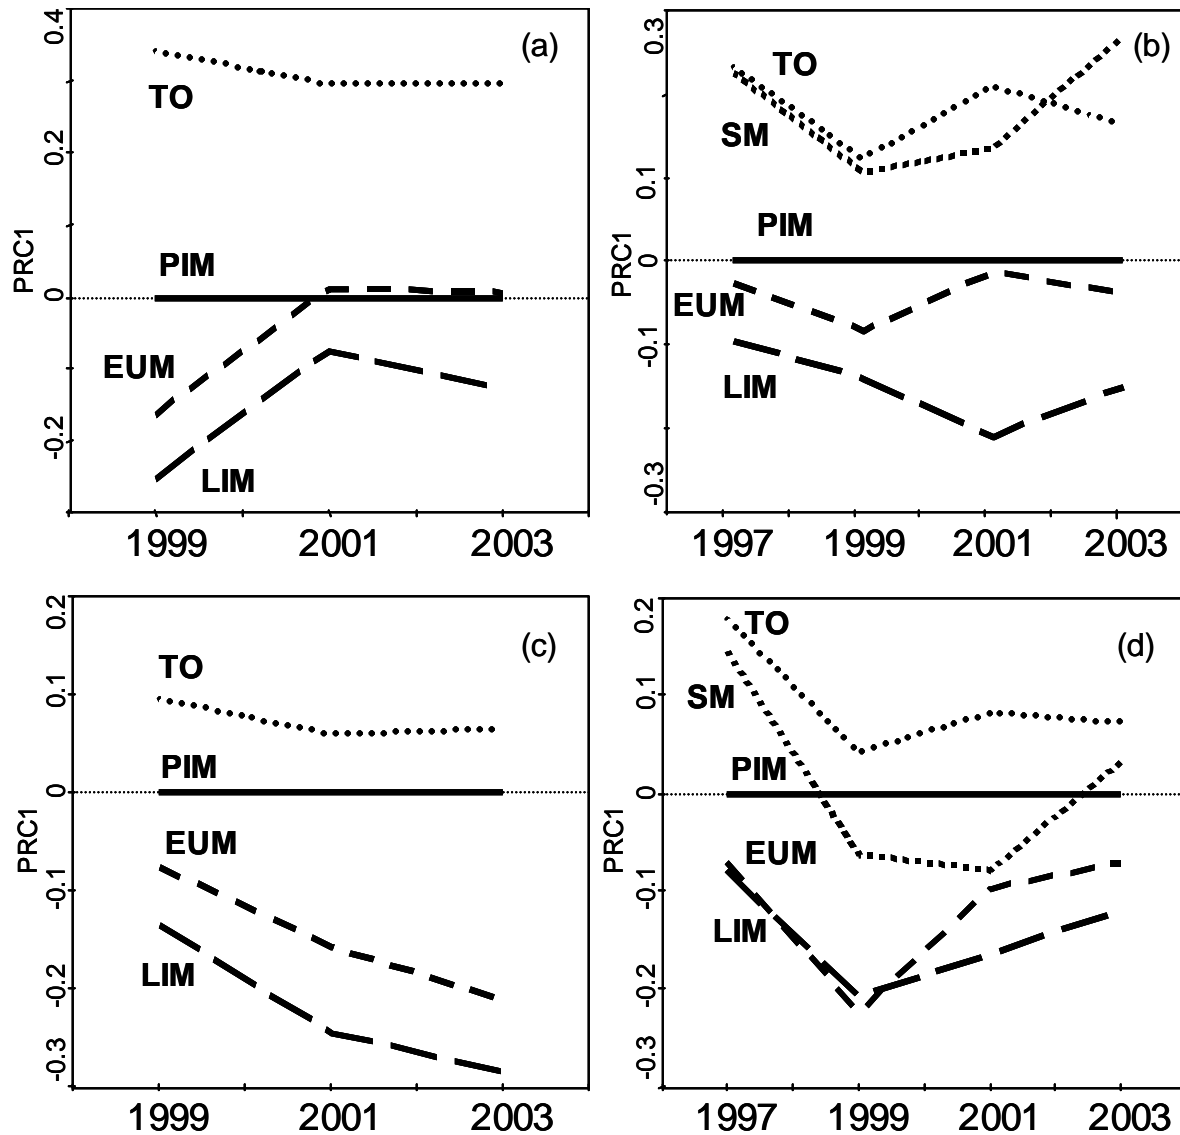 (a)
0.4
0.2
0
-0.2
PRC1
TO
PIM
EUM
LIM
1999 2001 2003
(b)
0.3
0.1
0
-0.1
-0.3
PRC1
TO
SM
PIM
EUM
LIM
1997 1999 2001 2003
(c)
0.2
0.1
0
-0.1
-0.2
-0.3
PRC1
TO
PIM
EUM
LIM
1999 2001 2003
(d)
0.2
0.1
0
-0.1
-0.2
-0.3
PRC1
TO
SM
PIM
EUM
LIM
1997 1999 2001 2003